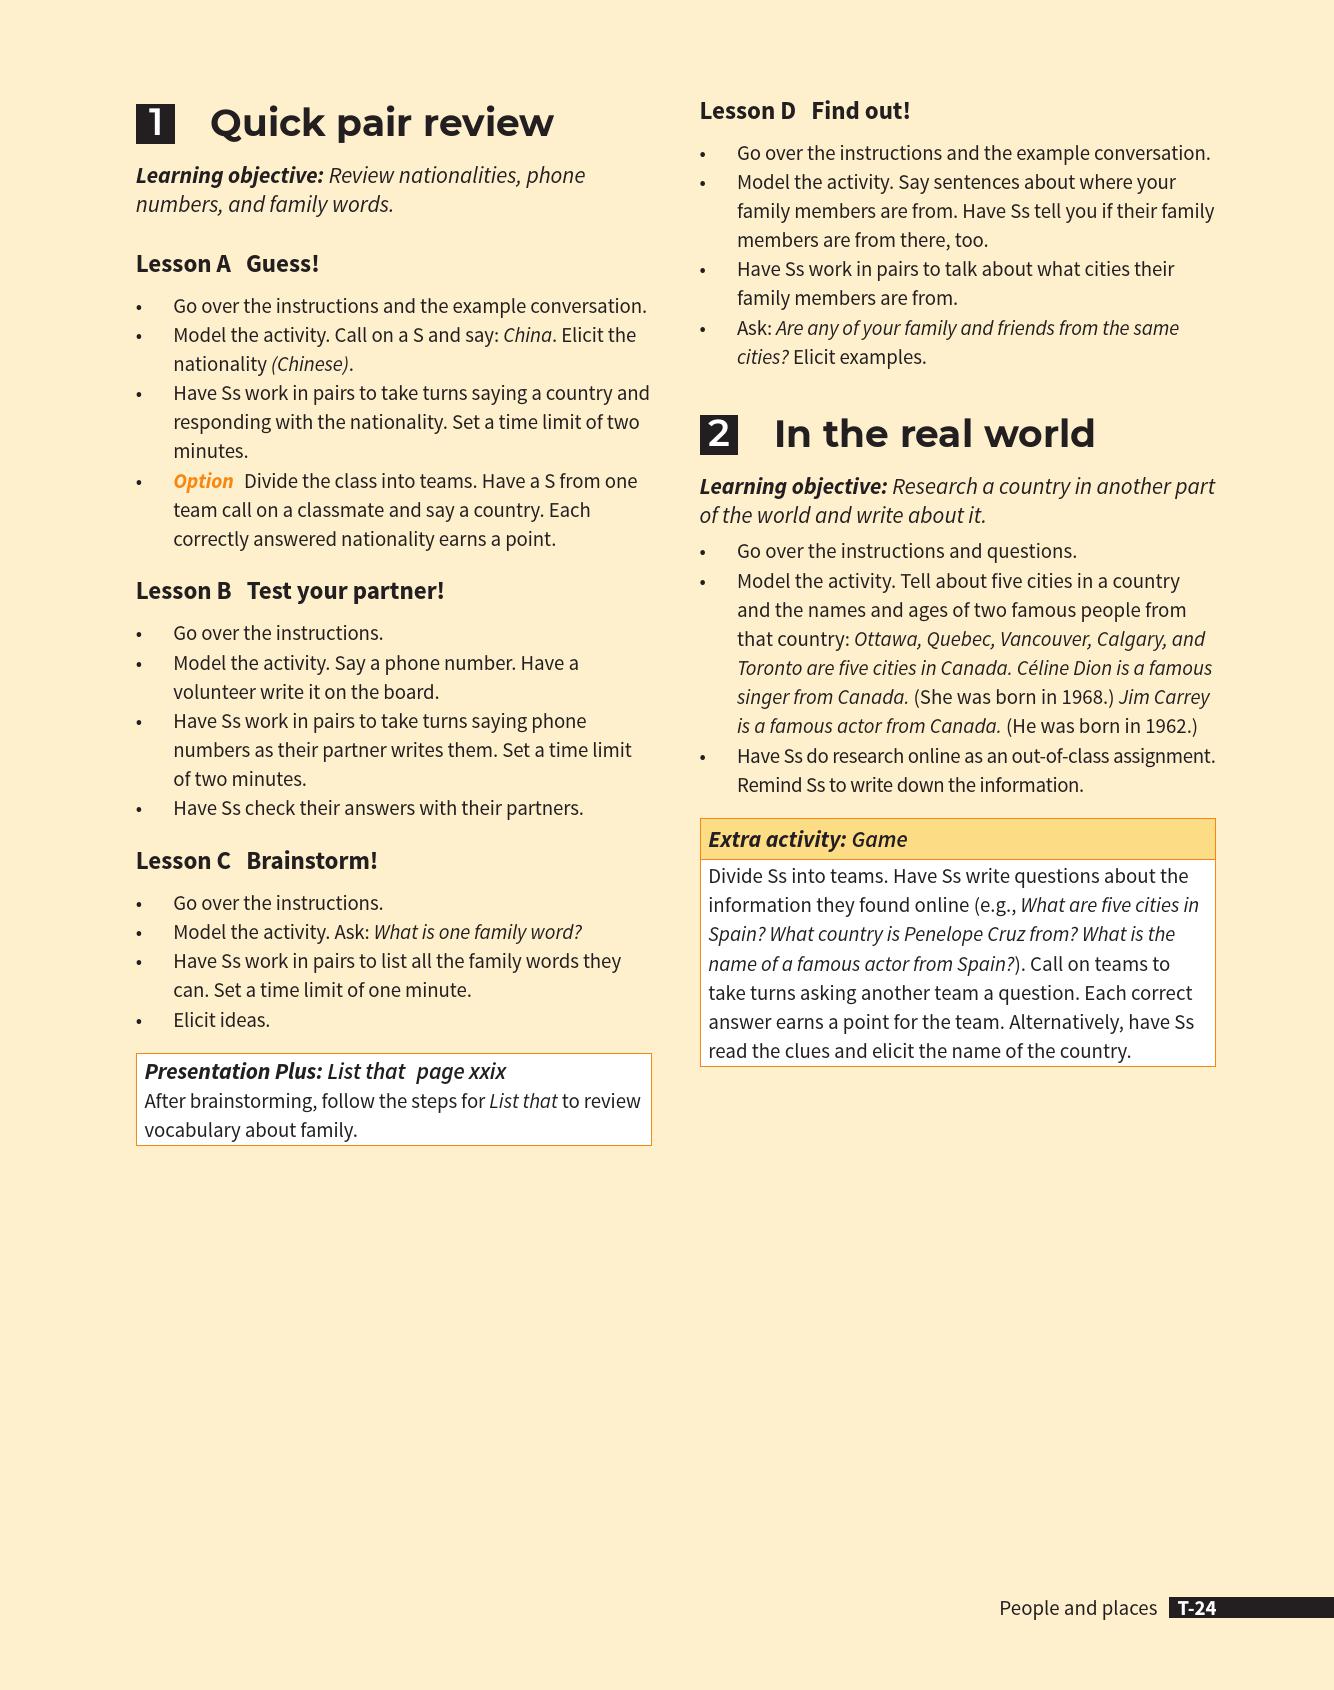 1 Quick pair review
Learning objective: Review nationalities, phone
numbers, and family words.
Lesson A Guess!
• Go over the instructions and the example conversation.
• Model the activity. Call on a S and say: China. Elicit the
nationality (Chinese).
• Have Ss work in pairs to take turns saying a country and
responding with the nationality. Set a time limit of two
minutes.
• Option Divide the class into teams. Have a S from one
team call on a classmate and say a country. Each
correctly answered nationality earns a point.
Lesson B Test your partner!
• Go over the instructions.
• Model the activity. Say a phone number. Have a
volunteer write it on the board.
• Have Ss work in pairs to take turns saying phone
numbers as their partner writes them. Set a time limit
of two minutes.
• Have Ss check their answers with their partners.
Lesson C Brainstorm!
• Go over the instructions.
• Model the activity. Ask: What is one family word?
• Have Ss work in pairs to list all the family words they
can. Set a time limit of one minute.
• Elicit ideas.
Presentation Plus: List that page xxix
After brainstorming, follow the steps for List that to review
vocabulary about family.
Lesson D Find out!
• Go over the instructions and the example conversation.
• Model the activity. Say sentences about where your
family members are from. Have Ss tell you if their family
members are from there, too.
• Have Ss work in pairs to talk about what cities their
family members are from.
• Ask: Are any of your family and friends from the same
cities? Elicit examples.
2 In the real world
Learning objective: Research a country in another part
of the world and write about it.
• Go over the instructions and questions.
• Model the activity. Tell about five cities in a country
and the names and ages of two famous people from
that country: Ottawa, Quebec, Vancouver, Calgary, and
Toronto are five cities in Canada. Céline Dion is a famous
singer from Canada. (She was born in 1968.) Jim Carrey
is a famous actor from Canada. (He was born in 1962.)
• Have Ss do research online as an out-of-class assignment.
Remind Ss to write down the information.
Extra activity: Game
Divide Ss into teams. Have Ss write questions about the
information they found online (e.g., What are five cities in
Spain? What country is Penelope Cruz from? What is the
name of a famous actor from Spain?). Call on teams to
take turns asking another team a question. Each correct
answer earns a point for the team. Alternatively, have Ss
read the clues and elicit the name of the country.
People and places T-24